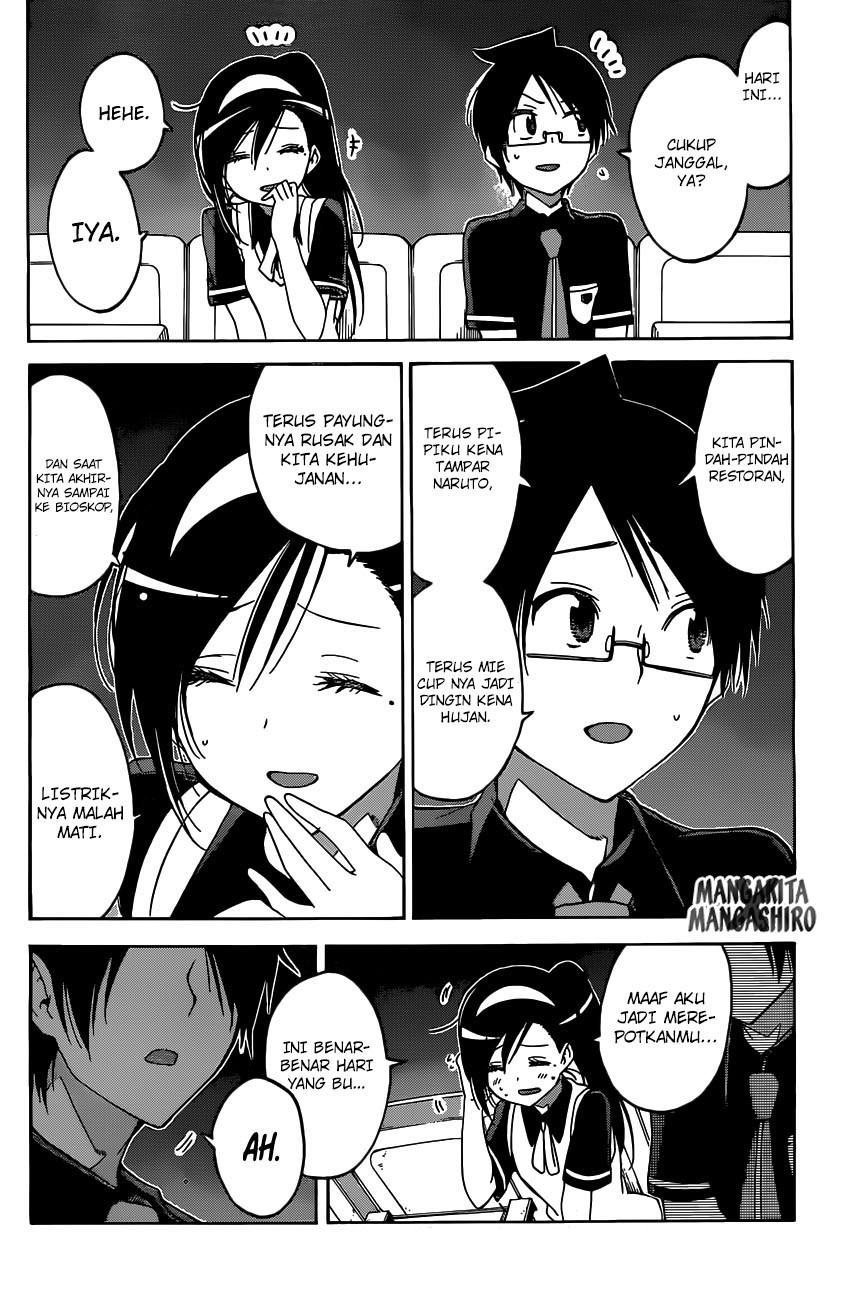 HARI
INI...
CUKUP
JANGGAL,
YA?
HEHE.
IYA.
KITA PIN-
DAH-PINDAH
RESTORAN,
TERUS PI-
PIKU KENA
TAMPAR
NARUTO,
TERUS MIE
CUP NYA JADI
DINGIN KENA
HUJAN.
TERUS PAYUNG-
NYA RUSAK DAN
KITA KEHU-
JANAN...
DAN SAAT
KITA AKHIR-
NYA SAMPAI
KE BIOSKOP,
LISTRIK-
NYA MALAH
MATI.
MANGAKITA
X
MANGASHIRO
MAAF AKU
JADI MERE-
POTKANMU...
INI BENAR-
BENAR HARI
YANG BU...
AH.